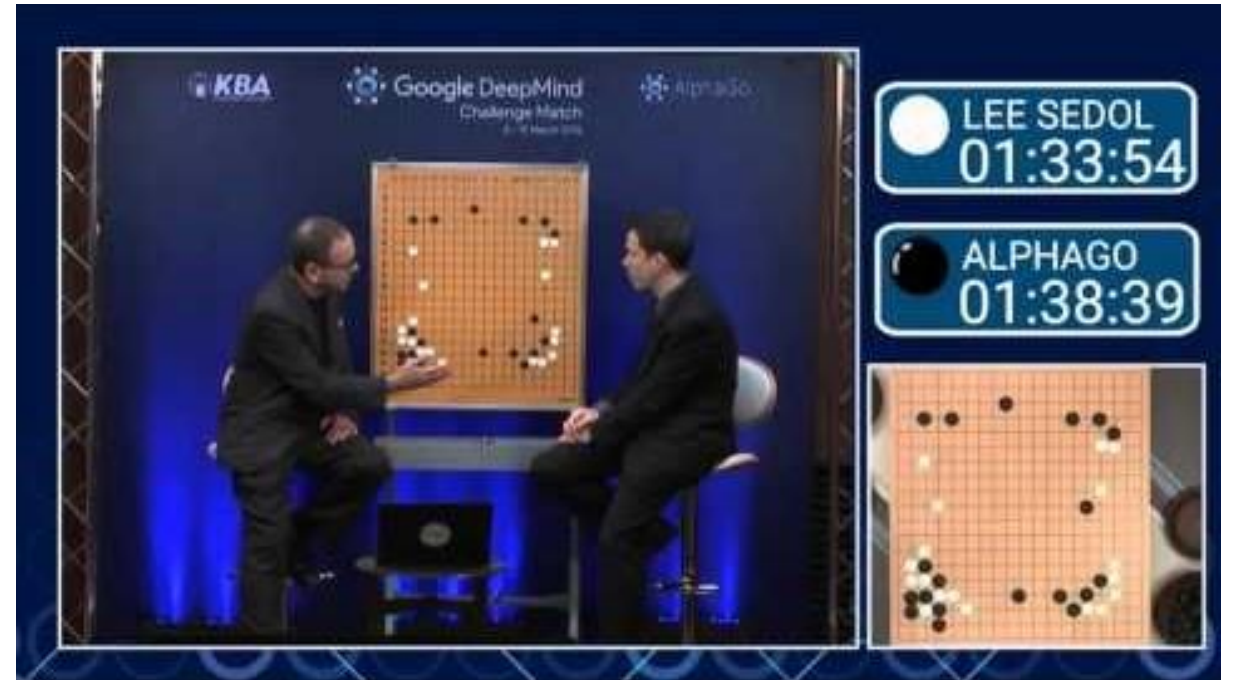 KBA
Google DeepMind
Challenge Match
AlphaGo
LEE SEDOL
01:33:54
ALPHAGO
01:38:39